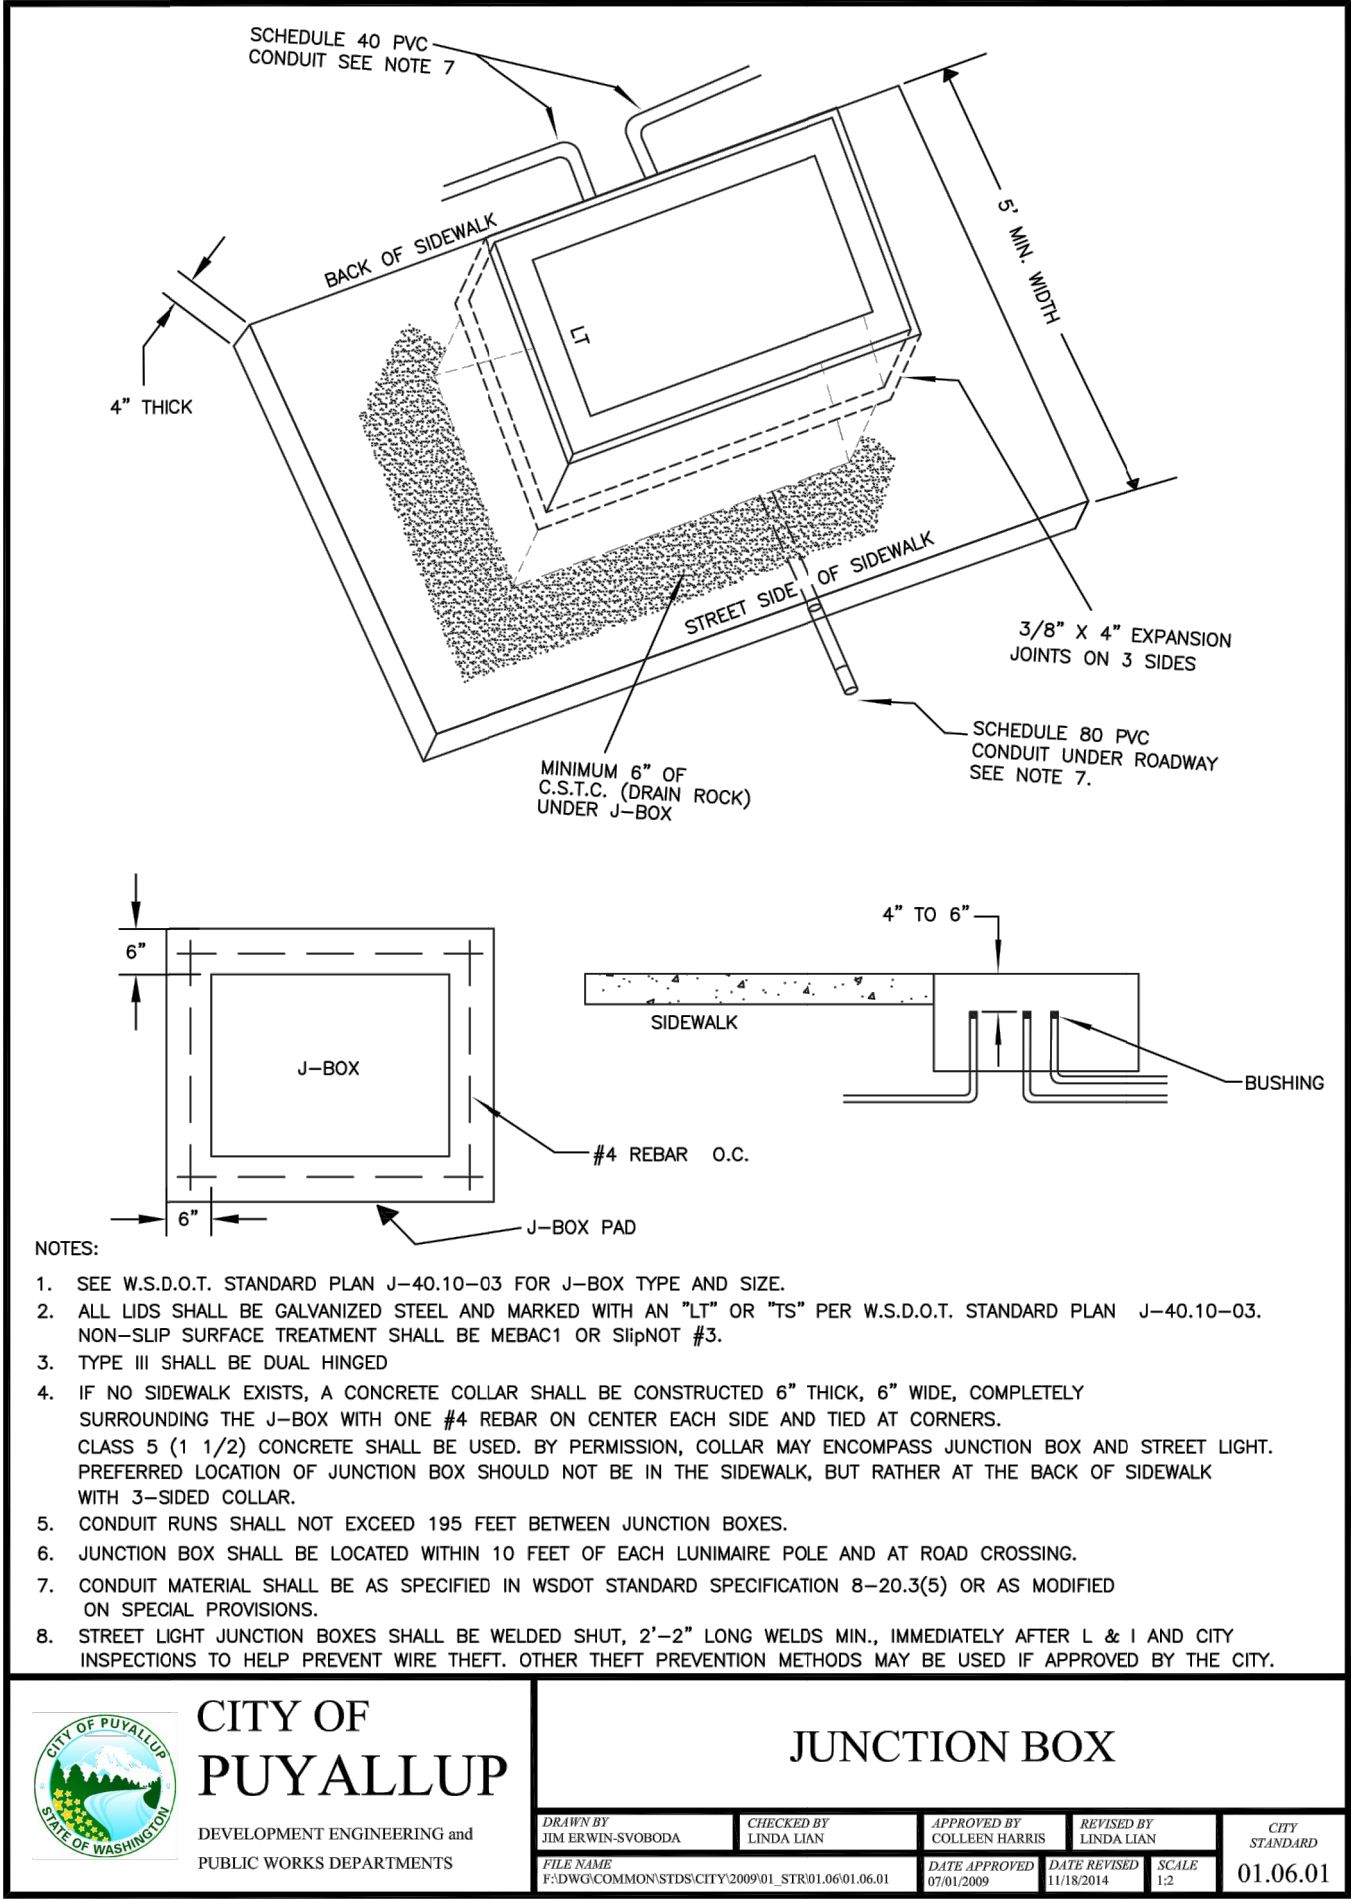 SCHEDULE 40 PVC
CONDUIT SEE NOTE 7
BACK OF SIDEWALK
5' MIN. WIDTH
LT
4" THICK
STREET SIDE OF SIDEWALK
3/8" X 4" EXPANSION
JOINTS ON 3 SIDES
SCHEDULE 80 PVC
CONDUIT UNDER ROADWAY
SEE NOTE 7.
MINIMUM 6" OF
C.S.T.C. (DRAIN ROCK)
UNDER J-BOX
4" TO 6"
6"
SIDEWALK
J-BOX
BUSHING
#4 REBAR O.C.
6"
J-BOX PAD
NOTES:
1. SEE W.S.D.O.T. STANDARD PLAN J-40.10-03 FOR J-BOX TYPE AND SIZE.
2. ALL LIDS SHALL BE GALVANIZED STEEL AND MARKED WITH AN "LT" OR "TS" PER W.S.D.O.T. STANDARD PLAN J-40.10-03.
NON-SLIP SURFACE TREATMENT SHALL BE MEBAC1 OR SlipNOT #3.
3. TYPE III SHALL BE DUAL HINGED
4. IF NO SIDEWALK EXISTS, A CONCRETE COLLAR SHALL BE CONSTRUCTED 6" THICK, 6" WIDE, COMPLETELY
SURROUNDING THE J-BOX WITH ONE #4 REBAR ON CENTER EACH SIDE AND TIED AT CORNERS.
CLASS 5 (1 1/2) CONCRETE SHALL BE USED. BY PERMISSION, COLLAR MAY ENCOMPASS JUNCTION BOX AND STREET LIGHT.
PREFERRED LOCATION OF JUNCTION BOX SHOULD NOT BE IN THE SIDEWALK, BUT RATHER AT THE BACK OF SIDEWALK
WITH 3-SIDED COLLAR.
5. CONDUIT RUNS SHALL NOT EXCEED 195 FEET BETWEEN JUNCTION BOXES.
6. JUNCTION BOX SHALL BE LOCATED WITHIN 10 FEET OF EACH LUNIMAIRE POLE AND AT ROAD CROSSING.
7. CONDUIT MATERIAL SHALL BE AS SPECIFIED IN WSDOT STANDARD SPECIFICATION 8-20.3(5) OR AS MODIFIED
ON SPECIAL PROVISIONS.
8. STREET LIGHT JUNCTION BOXES SHALL BE WELDED SHUT, 2'-2" LONG WELDS MIN., IMMEDIATELY AFTER L & I AND CITY
INSPECTIONS TO HELP PREVENT WIRE THEFT. OTHER THEFT PREVENTION METHODS MAY BE USED IF APPROVED BY THE CITY.
CITY OF PUYALLUP
STATE OF WASHINGTON
CITY OF
PUYALLUP
DEVELOPMENT ENGINEERING and
PUBLIC WORKS DEPARTMENTS
JUNCTION BOX
DRAWN BY
JIM ERWIN-SVOBODA
CHECKED BY
LINDA LIAN
APPROVED BY
COLLEEN HARRIS
REVISED BY
LINDA LIAN
CITY
STANDARD
01.06.01
FILE NAME
F:\DWG\COMMON\STDS\CITY\2009\01_STR\01.06\01.06.01
DATE APPROVED
07/01/2009
DATE REVISED
11/18/2014
SCALE
1:2